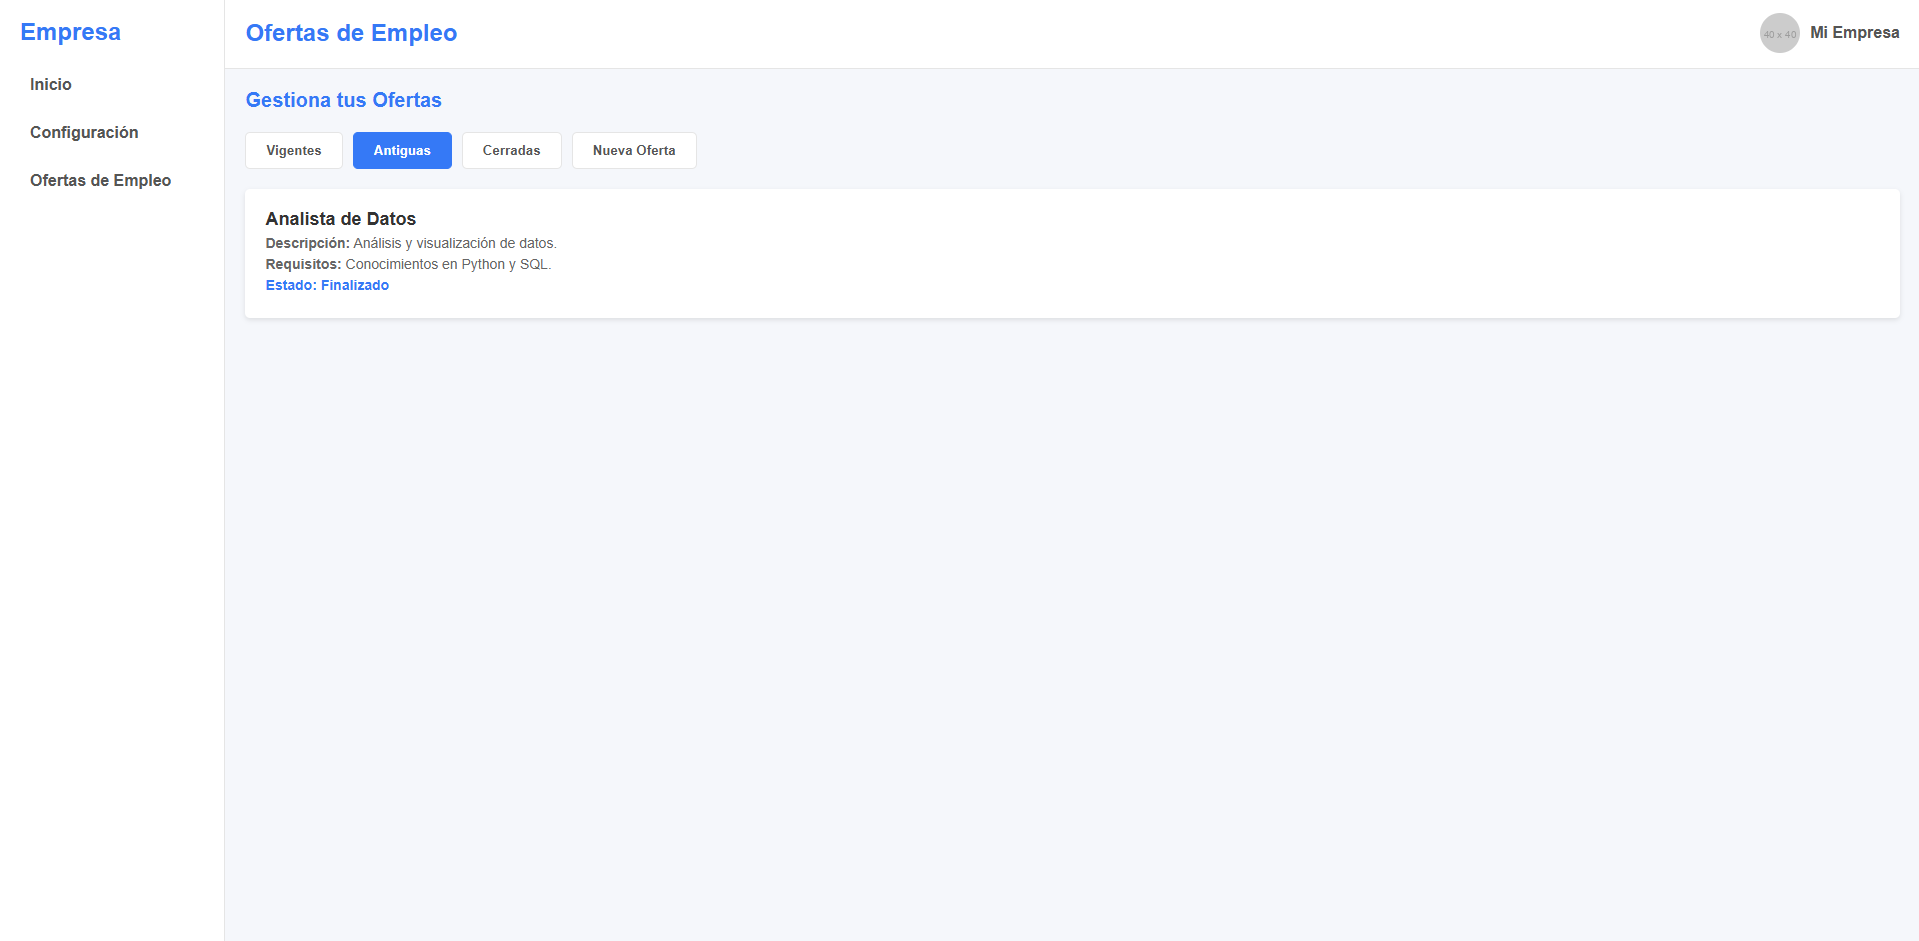 Empresa
Inicio
Configuración
Ofertas de Empleo
Ofertas de Empleo
40 x 40
Mi Empresa
Gestiona tus Ofertas
Vigentes
Antiguas
Cerradas
Nueva Oferta
Analista de Datos
Descripción: Análisis y visualización de datos.
Requisitos: Conocimientos en Python y SQL.
Estado: Finalizado